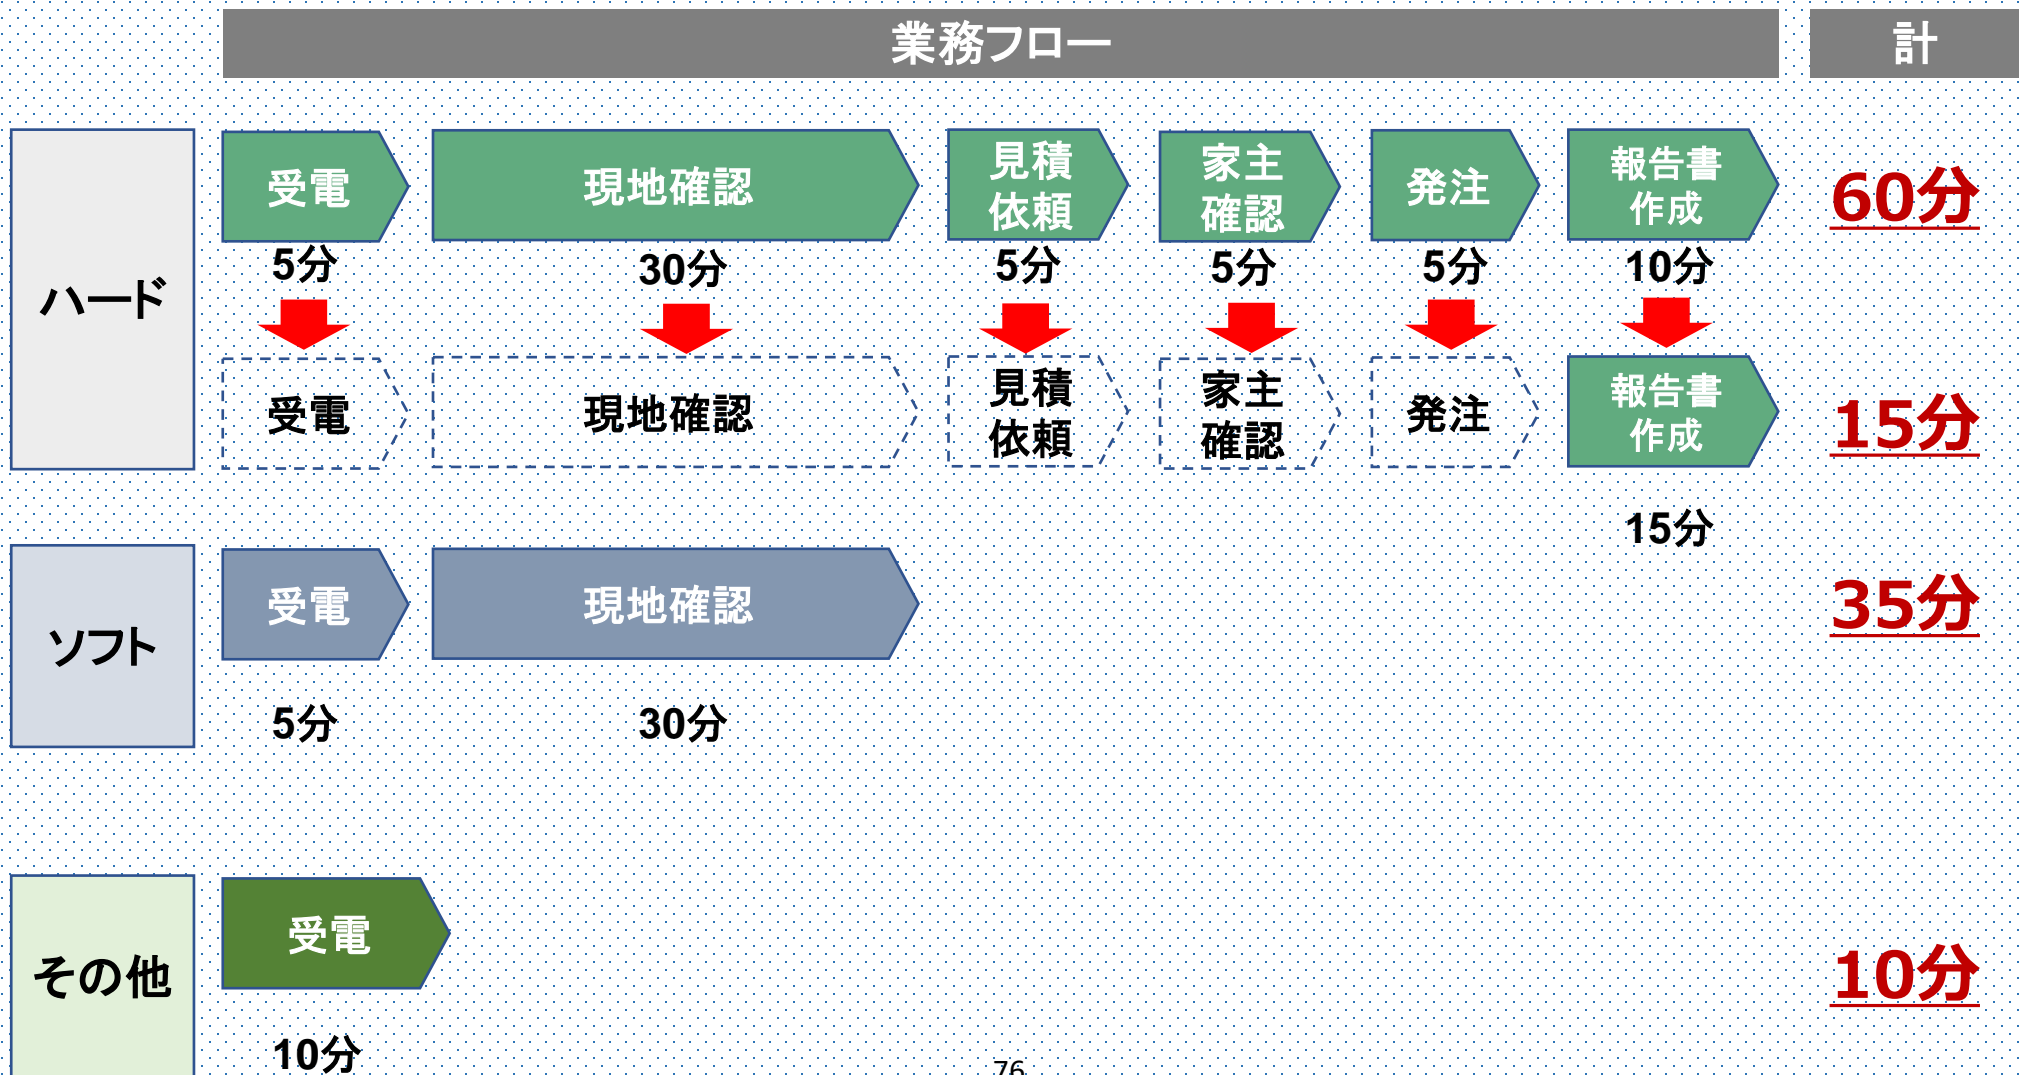 業務フロー
計
ハード
受電
現地確認
見積
依頼
家主
確認
発注
報告書
作成
60分
5分
30分
5分
5分
5分
10分
受電
現地確認
見積
依頼
家主
確認
発注
報告書
作成
15分
15分
ソフト
受電
現地確認
35分
5分
30分
その他
受電
10分
10分
76